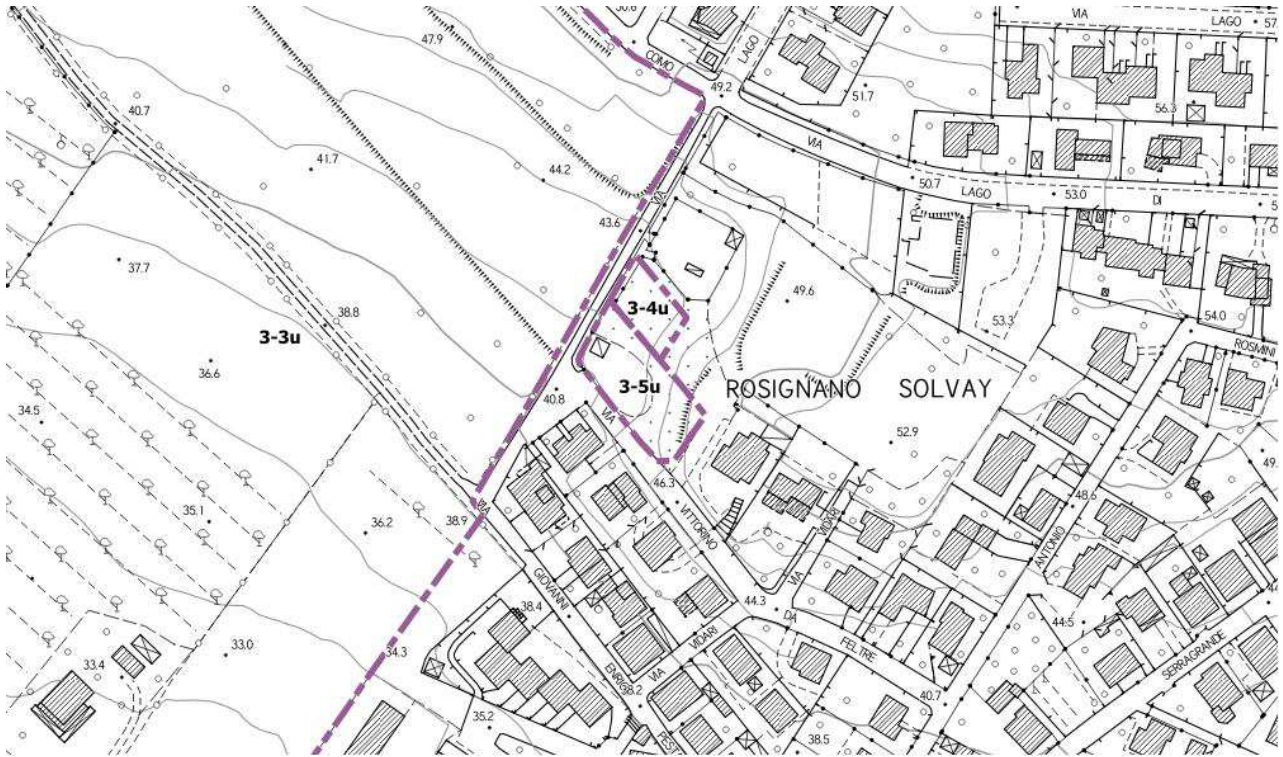 VIA
LAGO
57
47.9
COMO
LAGO
49.2
51.7
56.3
40.7
VIA
41.7
44.2
50.7
LAGO
53.0
DI
VIA
43.6
37.7
49.6
38.8
3-3u
3-4u
53.3
54.0
ROSMINI
36.6
3-5u
ROSIGNANO SOLVAY
40.8
VIA
34.5
52.9
49.
46.3
35.1
VIA
38.9
36.2
VITTORINO
VIDARI
VIA
48.6
ANTONIO
GIOVANNI
38.4
44.3
DA
FELTRE
44.5
33.0
34.3
33.4
ENRICO
VIA
VIDARI
SERRAGRANDE
38.2
40.7
35.2
38.5